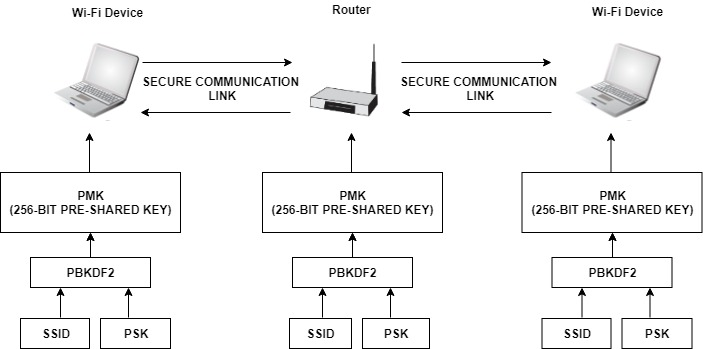 Wi-Fi Device
Router
Wi-Fi Device
SECURE COMMUNICATION
LINK
SECURE COMMUNICATION
LINK
PMK
(256-BIT PRE-SHARED KEY)
PMK
(256-BIT PRE-SHARED KEY)
PMK
(256-BIT PRE-SHARED KEY)
PBKDF2
PBKDF2
PBKDF2
SSID
PSK
SSID
PSK
SSID
PSK